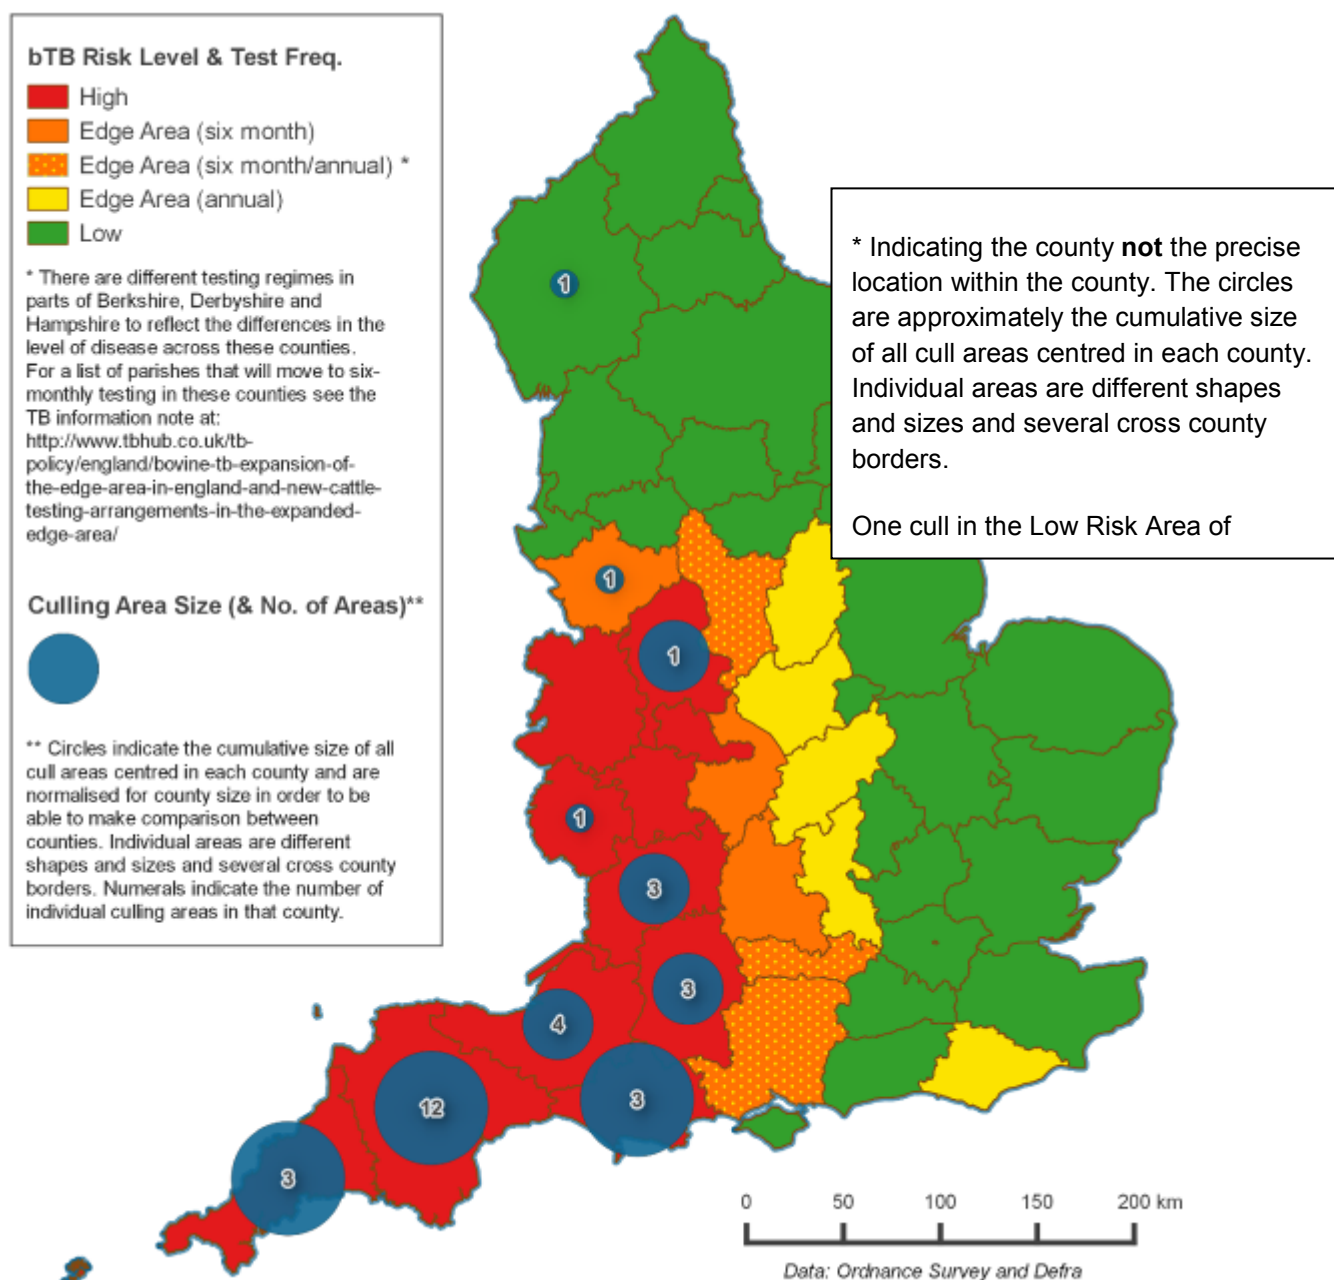 bTB Risk Level & Test Freq.
High
Edge Area (six month)
Edge Area (six month/annual) *
Edge Area (annual)
Low
* There are different testing regimes in
parts of Berkshire, Derbyshire and
Hampshire to reflect the differences in the
level of disease across these counties.
For a list of parishes that will move to six-
monthly testing in these counties see the
TB information note at:
http://www.tbhub.co.uk/tb-
policy/england/bovine-tb-expansion-of-
the-edge-area-in-england-and-new-cattle-
testing-arrangements-in-the-expanded-
edge-area/
Culling Area Size (& No. of Areas)**
** Circles indicate the cumulative size of all
cull areas centred in each county and are
normalised for county size in order to be
able to make comparison between
counties. Individual areas are different
shapes and sizes and several cross county
borders. Numerals indicate the number of
individual culling areas in that county.
* Indicating the county not the precise
location within the county. The circles
are approximately the cumulative size
of all cull areas centred in each county.
Individual areas are different shapes
and sizes and several cross county
borders.
One cull in the Low Risk Area of
1
1
1
1
3
3
4
3
12
3
0 50 100 150 200 km
Data: Ordnance Survey and Defra